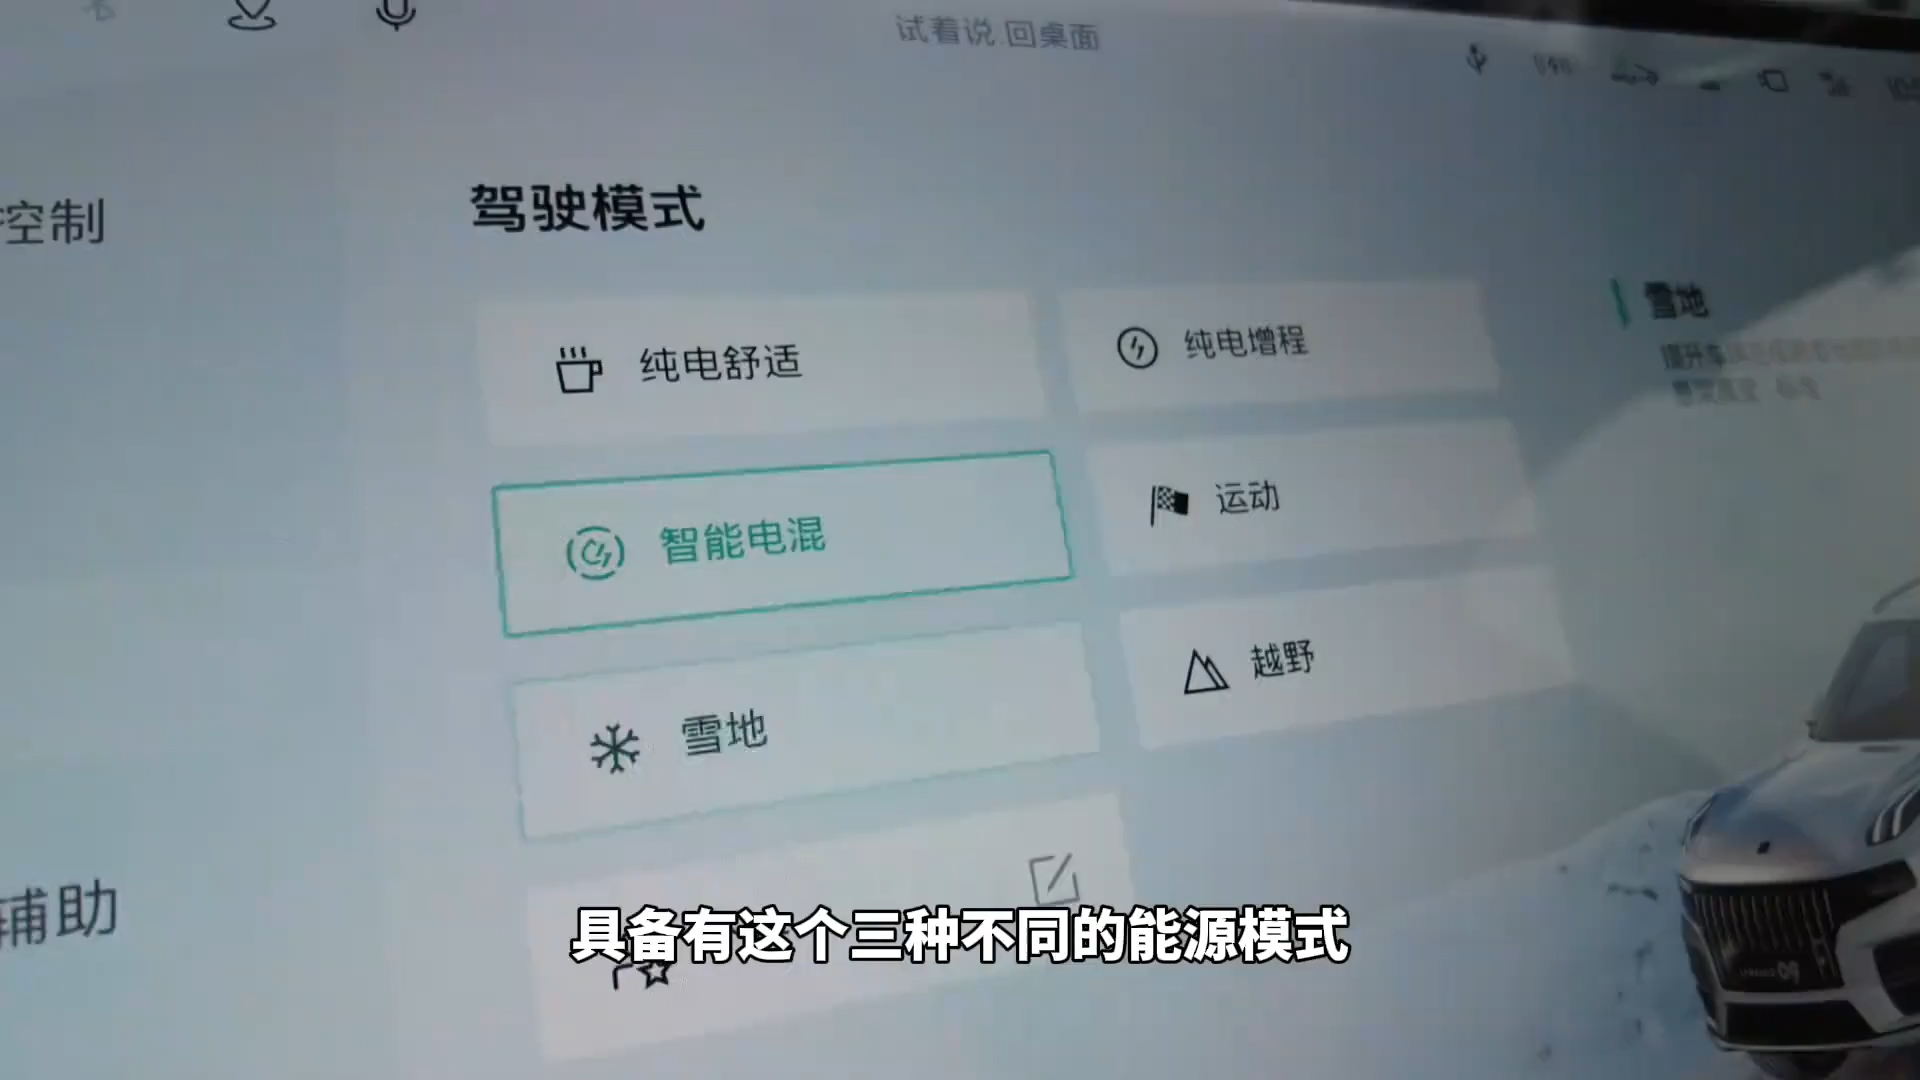 试着说:回桌面
控制
驾驶模式
纯电舒适
纯电增程
智能电混
运动
雪地
越野
雪地
辅助
09
具备有这个三种不同的能源模式